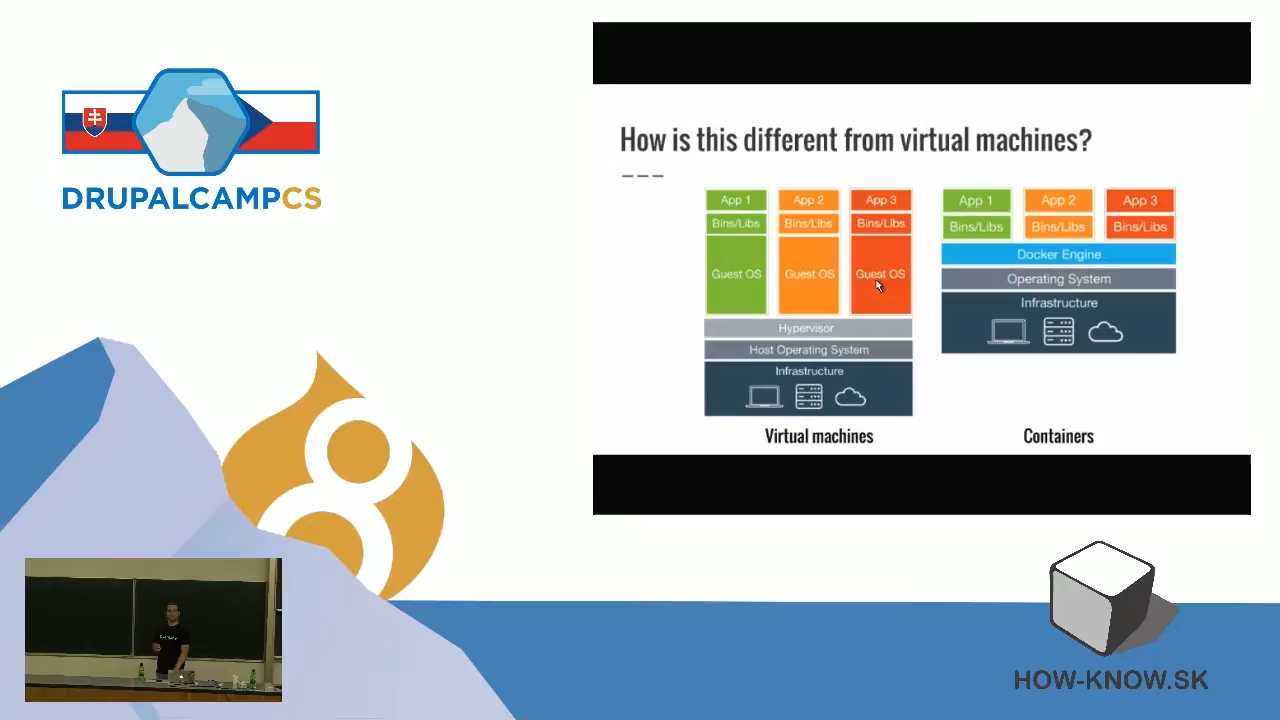 DRUPALCAMPCS
How is this different from virtual machines?
App 1 App 2 App 3
Bins/Libs Bins/Libs Bins/Libs
Guest OS Guest OS Guest OS
Hypervisor
Host Operating System
Infrastructure
Virtual machines
App 1 App 2 App 3
Bins/Libs Bins/Libs Bins/Libs
Docker Engine
Operating System
Infrastructure
Containers
8
HOW-KNOW.SK